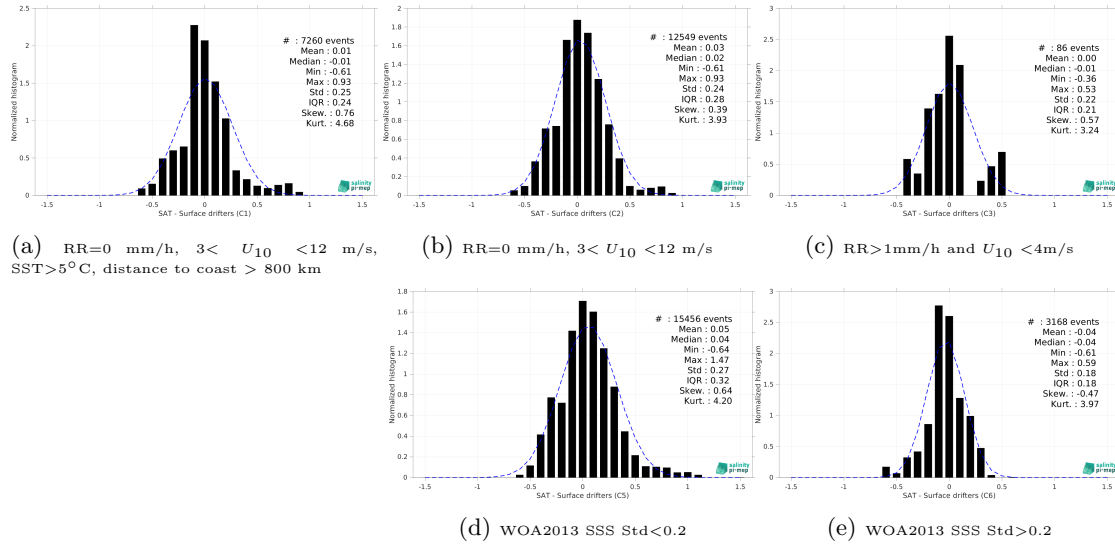 Normalized histogram
2.5
2
1.5
1
0.5
0
-1.5
-1
-0.5
0
0.5
1
1.5
# : 7260 events
Mean : 0.01
Median : -0.01
Min : -0.61
Max : 0.93
Std : 0.25
IQR : 0.24
Skew. : 0.76
Kurt. : 4.68
salinity
pi-mep
SAT - Surface drifters (C1)
(a) RR=0 mm/h, 3< U10 <12 m/s,
SST>5°C, distance to coast > 800 km
Normalized histogram
2
1.8
1.6
1.4
1.2
1
0.8
0.6
0.4
0.2
0
-1.5
-1
-0.5
0
0.5
1
1.5
# : 12549 events
Mean : 0.03
Median : 0.02
Min : -0.61
Max : 0.93
Std : 0.24
IQR : 0.28
Skew. : 0.39
Kurt. : 3.93
salinity
pi-mep
SAT - Surface drifters (C2)
(b) RR=0 mm/h, 3< U10 <12 m/s
Normalized histogram
3
2.5
2
1.5
1
0.5
0
-1.5
-1
-0.5
0
0.5
1
1.5
# : 86 events
Mean : 0.00
Median : -0.01
Min : -0.36
Max : 0.53
Std : 0.22
IQR : 0.21
Skew. : 0.57
Kurt. : 3.24
salinity
pi-mep
SAT - Surface drifters (C3)
(c) RR>1mm/h and U10 <4m/s
Normalized histogram
1.8
1.6
1.4
1.2
1
0.8
0.6
0.4
0.2
0
-1.5
-1
-0.5
0
0.5
1
1.5
# : 15456 events
Mean : 0.05
Median : 0.04
Min : -0.64
Max : 1.47
Std : 0.27
IQR : 0.32
Skew. : 0.64
Kurt. : 4.20
salinity
pi-mep
SAT - Surface drifters (C5)
(d) WOA2013 SSS Std<0.2
Normalized histogram
3
2.5
2
1.5
1
0.5
0
-1.5
-1
-0.5
0
0.5
1
1.5
# : 3168 events
Mean : -0.04
Median : -0.04
Min : -0.61
Max : 0.59
Std : 0.18
IQR : 0.18
Skew. : -0.47
Kurt. : 3.97
salinity
pi-mep
SAT - Surface drifters (C6)
(e) WOA2013 SSS Std>0.2